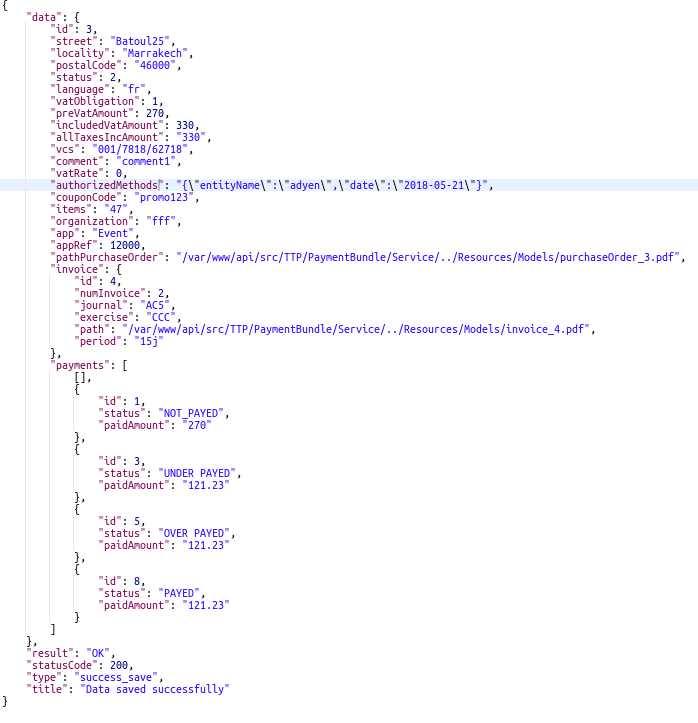 {
"data": {
"id": 3,
"street": "Batoul25",
"locality": "Marrakech",
"postalCode": "46000",
"status": 2,
"language": "fr",
"vatObligation": 1,
"preVatAmount": 270,
"includedVatAmount": 330,
"allTaxesIncAmount": "330",
"vcs": "001/7818/62718",
"comment": "comment1",
"vatRate": 0,
"authorizedMethods": "{\"entityName\":\"adyen\",\"date\":\"2018-05-21\"}",
"couponCode": "promo123",
"items": "47",
"organization": "fff",
"app": "Event",
"appRef": 12000,
"pathPurchaseOrder": "/var/www/api/src/TTP/PaymentBundle/Service/../Resources/Models/purchaseOrder_3.pdf",
"invoice": {
"id": 4,
"numInvoice": 2,
"journal": "AC5",
"exercise": "CCC",
"path": "/var/www/api/src/TTP/PaymentBundle/Service/../Resources/Models/invoice_4.pdf",
"period": "15j"
},
"payments": [
[],
{
"id": 1,
"status": "NOT_PAYED",
"paidAmount": "270"
},
{
"id": 3,
"status": "UNDER PAYED",
"paidAmount": "121.23"
},
{
"id": 5,
"status": "OVER PAYED",
"paidAmount": "121.23"
},
{
"id": 8,
"status": "PAYED",
"paidAmount": "121.23"
}
]
},
"result": "OK",
"statusCode": 200,
"type": "success_save",
"title": "Data saved successfully"
}